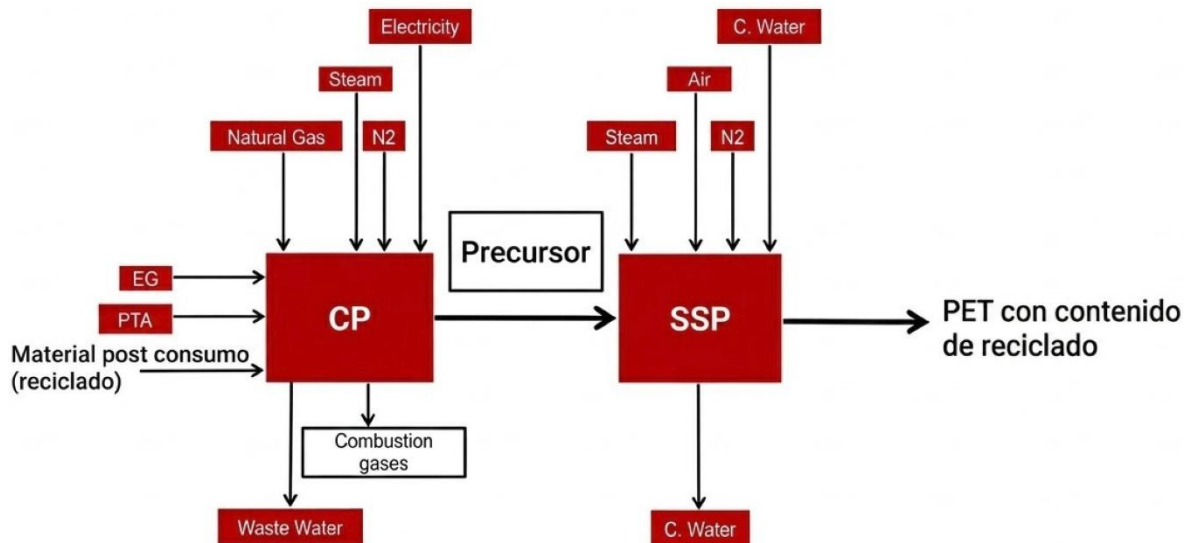 Electricity
C. Water
Steam
Air
Natural Gas
N2
Steam
N2
Precursor
EG
PTA
CP
SSP
PET con contenido
de reciclado
Material post consumo
(reciclado)
Combustion
gases
Waste Water
C. Water